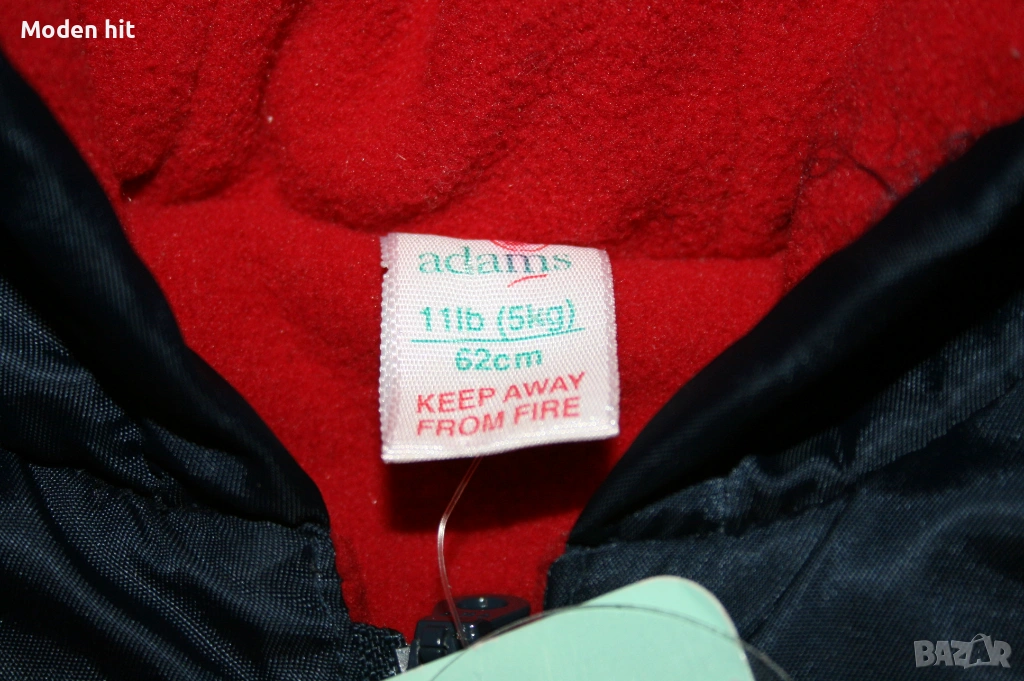 Moden hit
adams
11lb (5kg)
62cm
KEEP AWAY
FROM FIRE
BAZAR